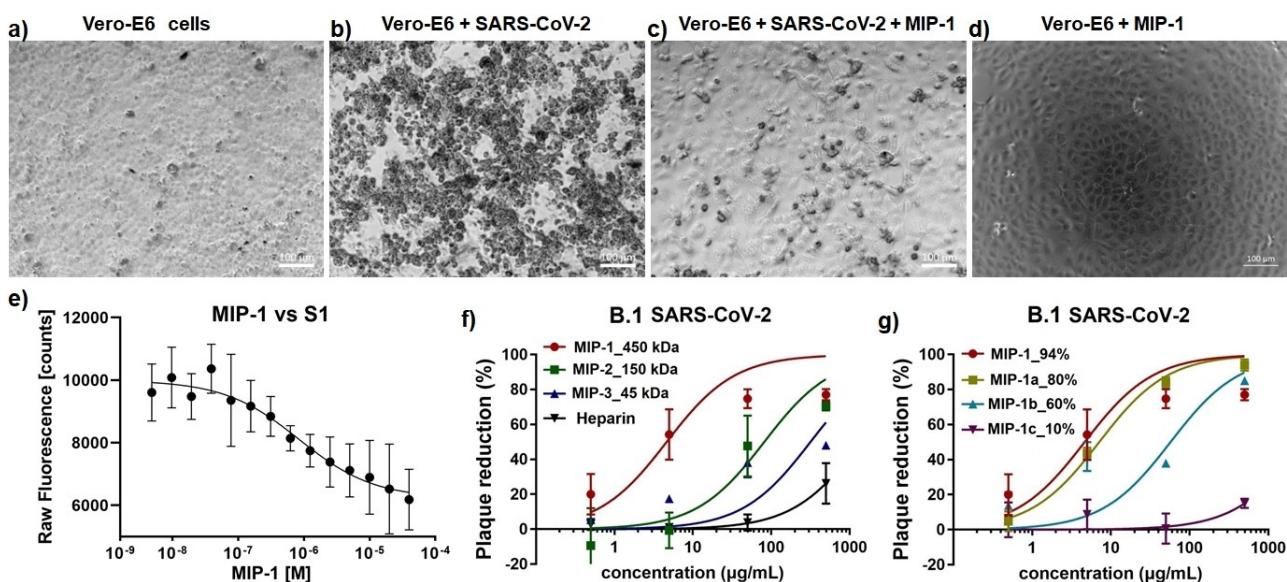 a) Vero-E6 cells
b) Vero-E6 + SARS-CoV-2
c) Vero-E6 + SARS-CoV-2 + MIP-1
d) Vero-E6 + MIP-1
100 µm
100 µm
100 µm
100 µm
e) MIP-1 vs S1
Raw Fluorescence [counts]
12000
10000
8000
6000
10-9
10-8
10-7
10-6
10-5
10-4
MIP-1 [M]
f) B.1 SARS-CoV-2
Plaque reduction (%)
100
80
60
40
20
0
-20
MIP-1_450 kDa
MIP-2_150 kDa
MIP-3_45 kDa
Heparin
1
10
100
1000
concentration (µg/mL)
g) B.1 SARS-CoV-2
Plaque reduction (%)
100
80
60
40
20
0
-20
MIP-1_94%
MIP-1a_80%
MIP-1b_60%
MIP-1c_10%
1
10
100
1000
concentration (µg/mL)